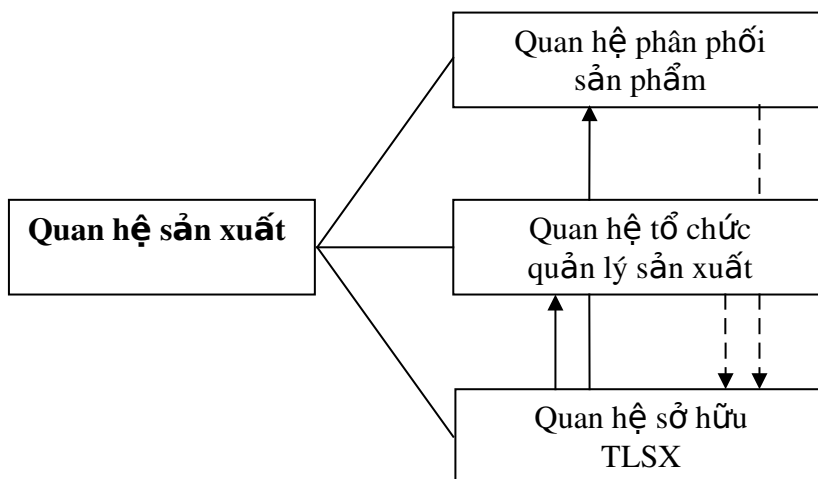 Quan hệ phân phối
sản phẩm
Quan hệ sản xuất
Quan hệ tổ chức
quản lý sản xuất
Quan hệ sở hữu
TLSX